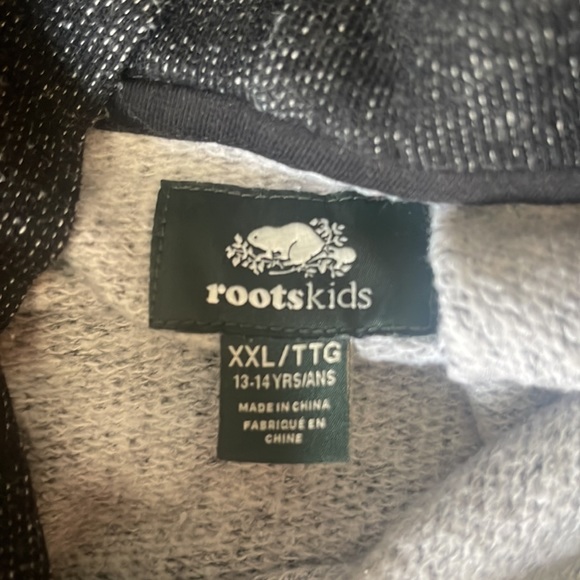 rootskids
XXL/TTG
13-14 YRS/ANS
MADE IN CHINA
FABRIQUÉ EN
CHINE